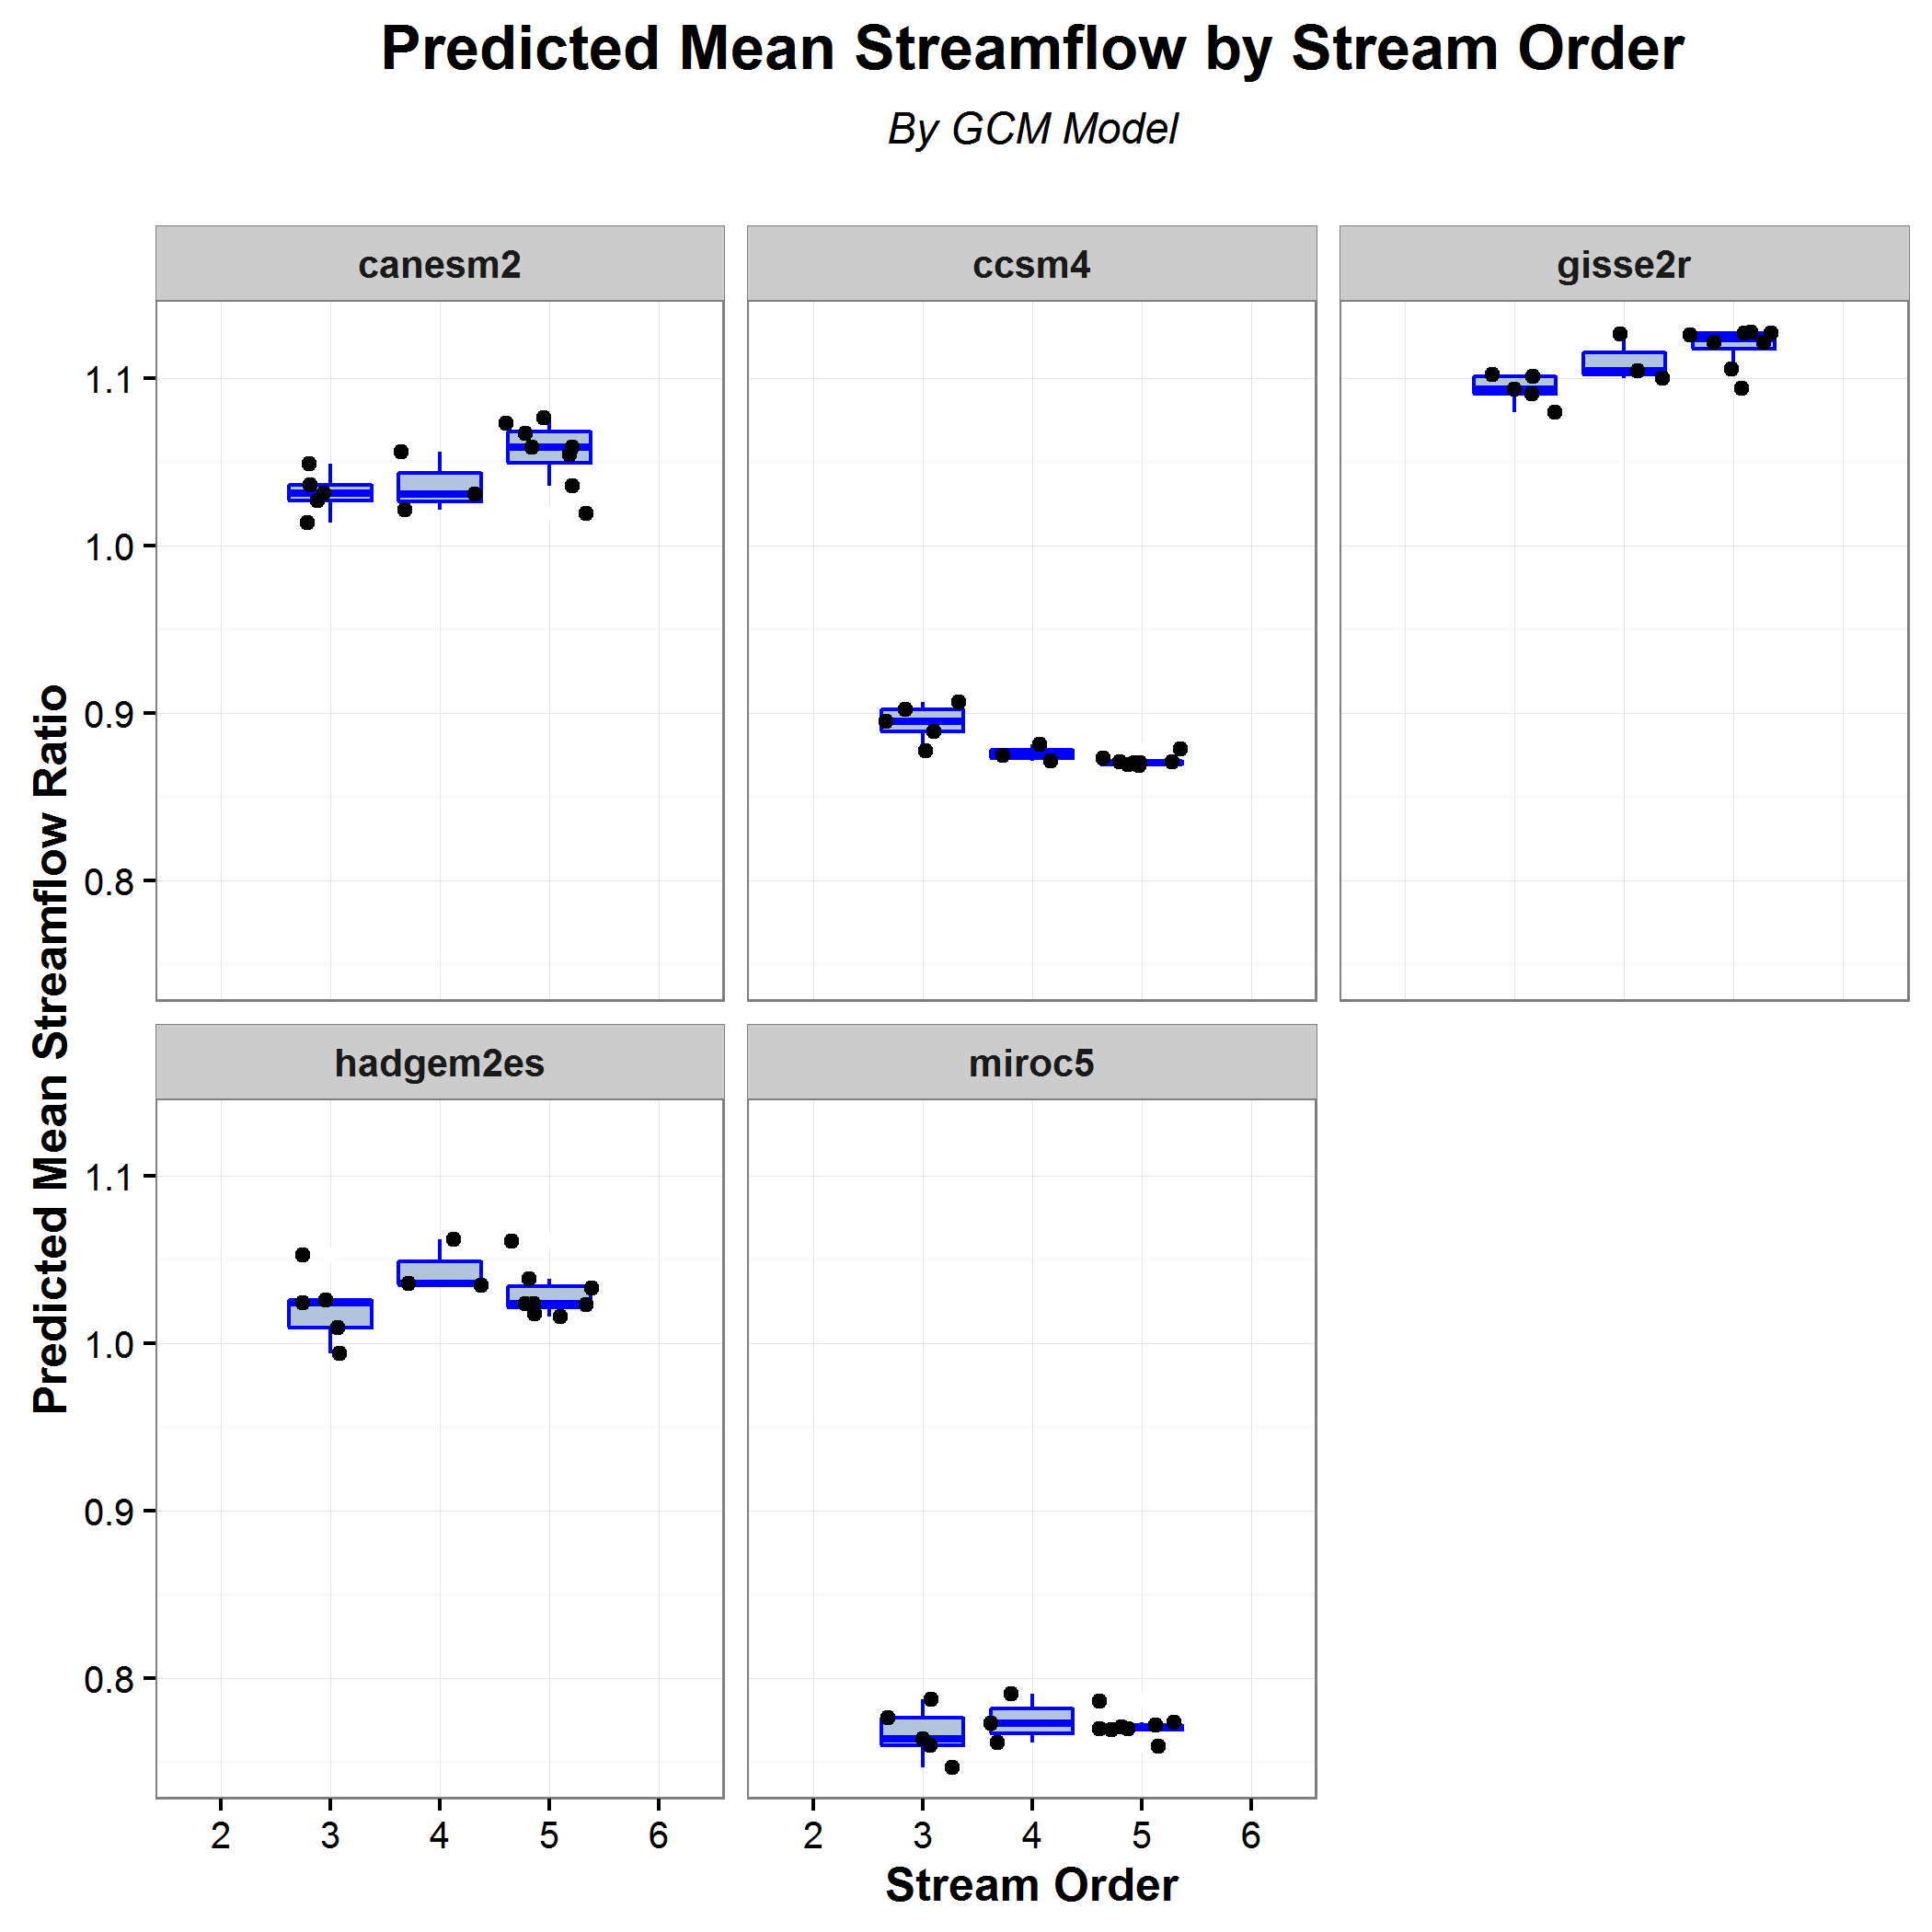 Predicted Mean Streamflow by Stream Order
By GCM Model
canesm2
ccsm4
gisse2r
1.1
1.0
0.9
0.8
Predicted Mean Streamflow Ratio
hadgem2es
miroc5
1.1
1.0
0.9
0.8
2 3 4 5 6
2 3 4 5 6
Stream Order